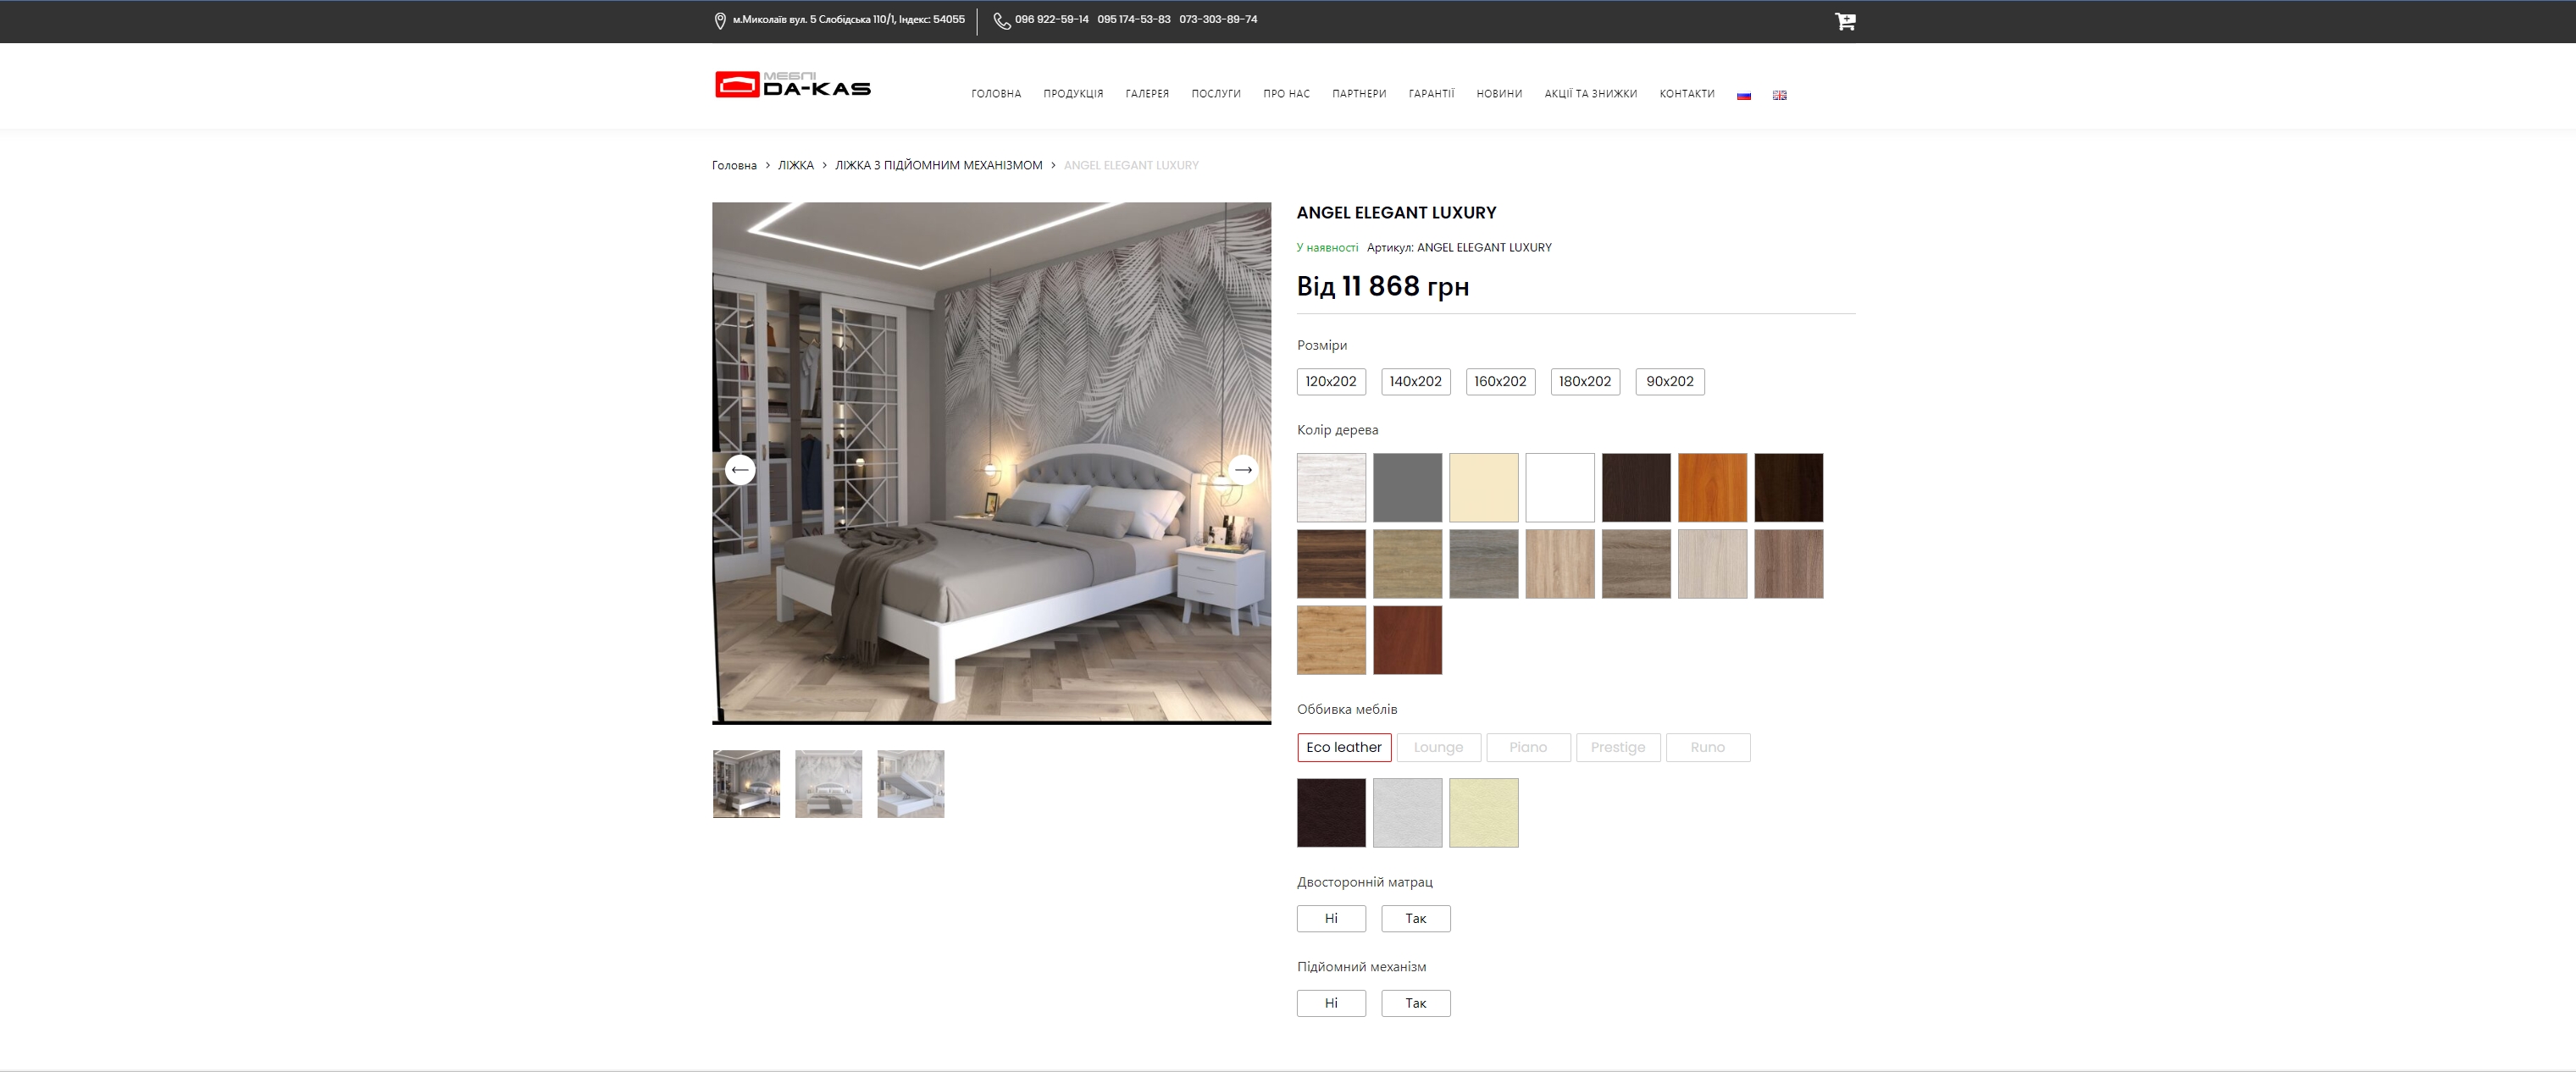 м.Миколаїв вул. 5 Слобідська 110/1, Індекс: 54055
096 922-59-14 095 174-53-83 073-303-89-74
МЕБЛІ
DA-KAS
ГОЛОВНА ПРОДУКЦІЯ ГАЛЕРЕЯ ПОСЛУГИ ПРО НАС ПАРТНЕРИ ГАРАНТІЇ НОВИНИ АКЦІЇ ТА ЗНИЖКИ КОНТАКТИ
Головна > ЛІЖКА > ЛІЖКА З ПІДЙОМНИМ МЕХАНІЗМОМ > ANGEL ELEGANT LUXURY
ANGEL ELEGANT LUXURY
У наявності Артикул: ANGEL ELEGANT LUXURY
Від 11 868 грн
Розміри
120x202 140x202 160x202 180x202 90x202
Колір дерева
Оббивка меблів
Eco leather Lounge Piano Prestige Runo
Двосторонній матрац
Ні Так
Підйомний механізм
Ні Так